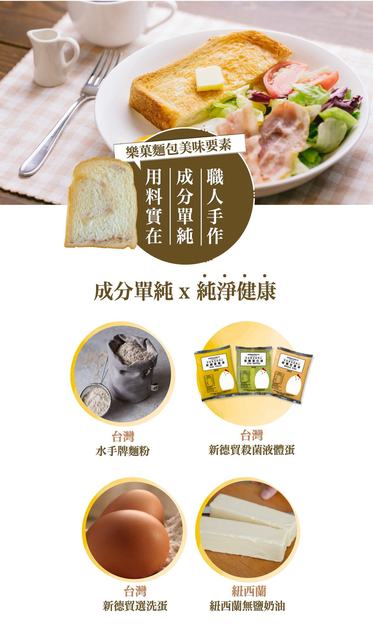 樂菓麵包美味要素
職人手作
成分單純
用料實在
成分單純 x 純淨健康
台灣
水手牌麵粉
台灣
新德貿殺菌液體蛋
台灣
新德貿選洗蛋
紐西蘭
紐西蘭無鹽奶油